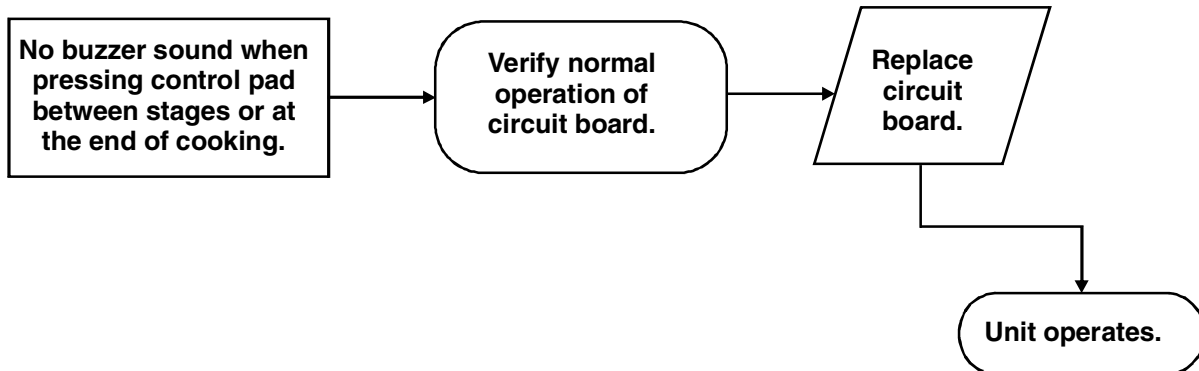 No buzzer sound when
pressing control pad
between stages or at
the end of cooking.
Verify normal
operation of
circuit board.
Replace
circuit
board.
Unit operates.